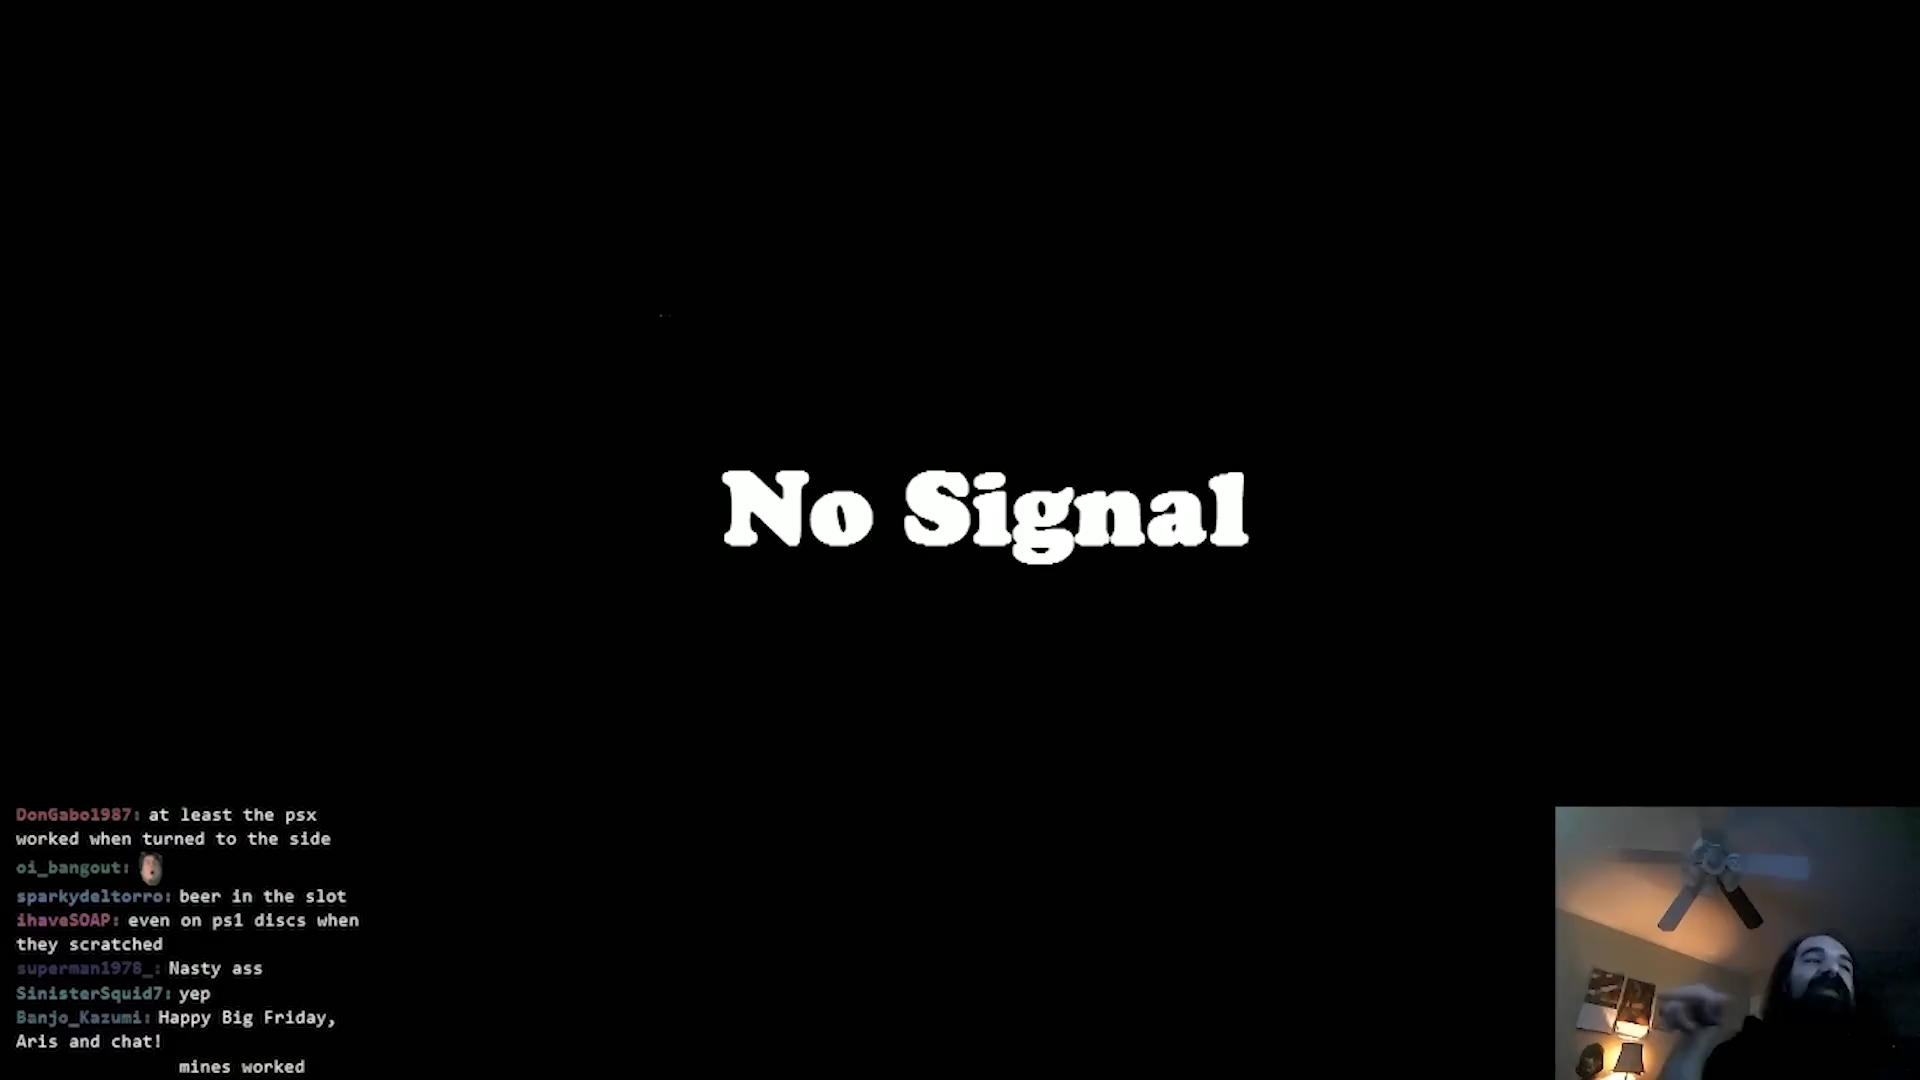 No Signal
DonGabo1987: at least the psx
worked when turned to the side
oi_bangout:
sparkydeltorro: beer in the slot
ihaveSOAP: even on ps1 discs when
they scratched
superman1978_: Nasty ass
SinisterSquid7: yep
Banjo_Kazumi: Happy Big Friday,
Aris and chat!
mines worked